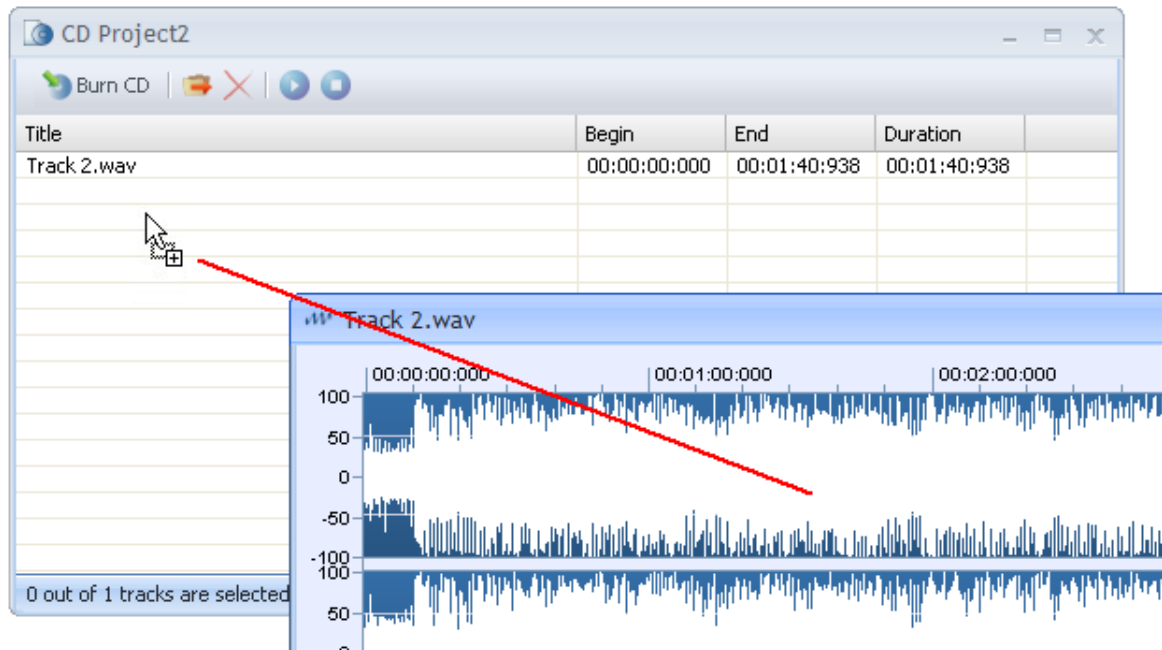 CD Project2
Burn CD
Title Begin End Duration
Track 2.wav 00:00:00:000 00:01:40:938 00:01:40:938
Track 2.wav
00:00:00:000 00:01:00:000 00:02:00:000
100
50
0
-50
-100
100
50
0
0 out of 1 tracks are selected